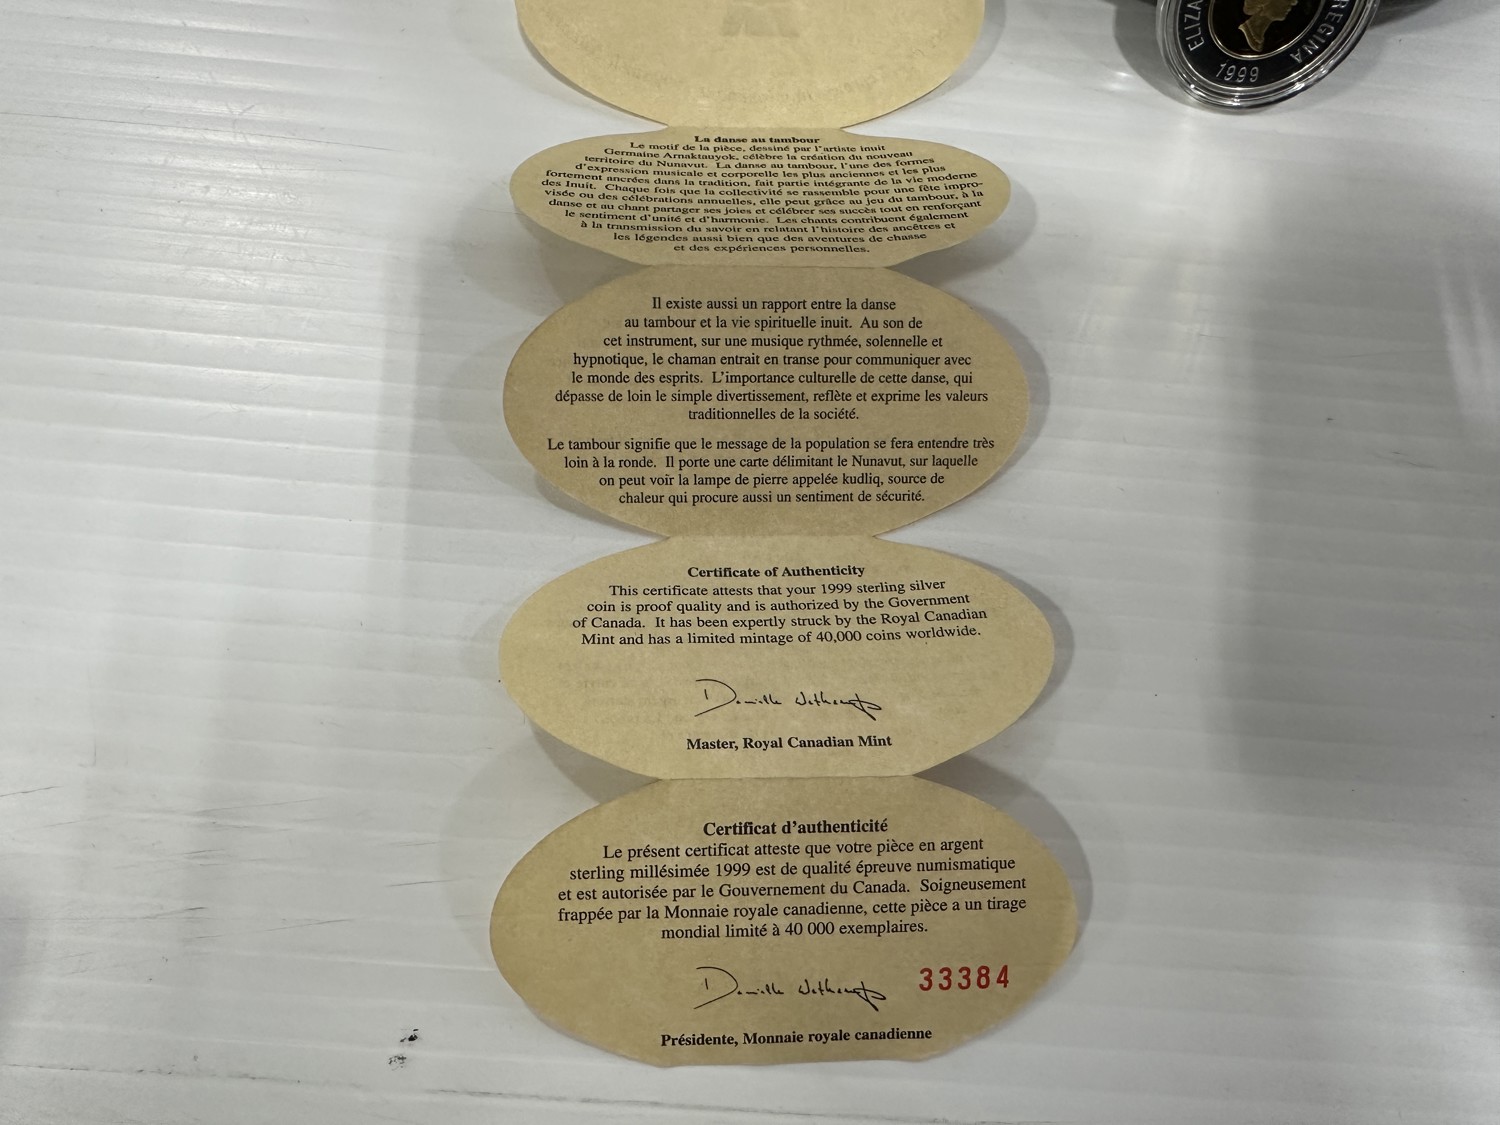 ELIZA
REGINA
1999
La danse au tambour
Le motif de la pièce, dessiné par l'artiste inuit
Germaine Arnaktauyok, célèbre la création du nouveau
territoire du Nunavut. La danse au tambour, l'une des formes
d'expression musicale et corporelle les plus anciennes et les plus
fortement ancrées dans la tradition, fait partie intégrante de la vie moderne
des Inuit. Chaque fois que la collectivité se rassemble pour une fête impro-
visée ou des célébrations annuelles, elle peut grâce au jeu du tambour, à la
danse et au chant partager ses joies et célébrer ses succès tout en renforçant
le sentiment d'unité et d'harmonie. Les chants contribuent également
à la transmission du savoir en relatant l'histoire des ancêtres et
les légendes aussi bien que des aventures de chasse
et des expériences personnelles.
Il existe aussi un rapport entre la danse
au tambour et la vie spirituelle inuit. Au son de
cet instrument, sur une musique rythmée, solennelle et
hypnotique, le chaman entrait en transe pour communiquer avec
le monde des esprits. L'importance culturelle de cette danse, qui
dépasse de loin le simple divertissement, reflète et exprime les valeurs
traditionnelles de la société.
Le tambour signifie que le message de la population se fera entendre très
loin à la ronde. Il porte une carte délimitant le Nunavut, sur laquelle
on peut voir la lampe de pierre appelée kudliq, source de
chaleur qui procure aussi un sentiment de sécurité.
Certificate of Authenticity
This certificate attests that your 1999 sterling silver
coin is proof quality and is authorized by the Government
of Canada. It has been expertly struck by the Royal Canadian
Mint and has a limited mintage of 40,000 coins worldwide.
Danielle Wetherup
Master, Royal Canadian Mint
Certificat d'authenticité
Le présent certificat atteste que votre pièce en argent
sterling millésimée 1999 est de qualité épreuve numismatique
et est autorisée par le Gouvernement du Canada. Soigneusement
frappée par la Monnaie royale canadienne, cette pièce a un tirage
mondial limité à 40 000 exemplaires.
Danielle Wetherup
33384
Présidente, Monnaie royale canadienne